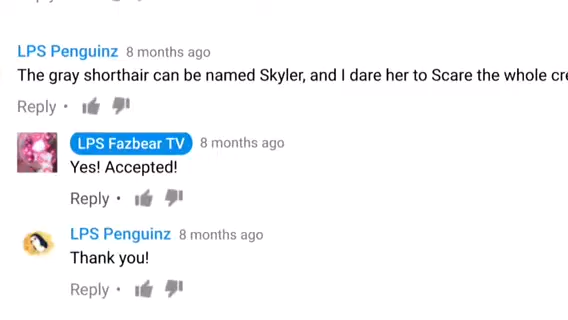 LPS Penguinz 8 months ago
The gray shorthair can be named Skyler, and I dare her to Scare the whole
Reply •
LPS Fazbear TV 8 months ago
Yes! Accepted!
Reply •
LPS Penguinz 8 months ago
Thank you!
Reply •